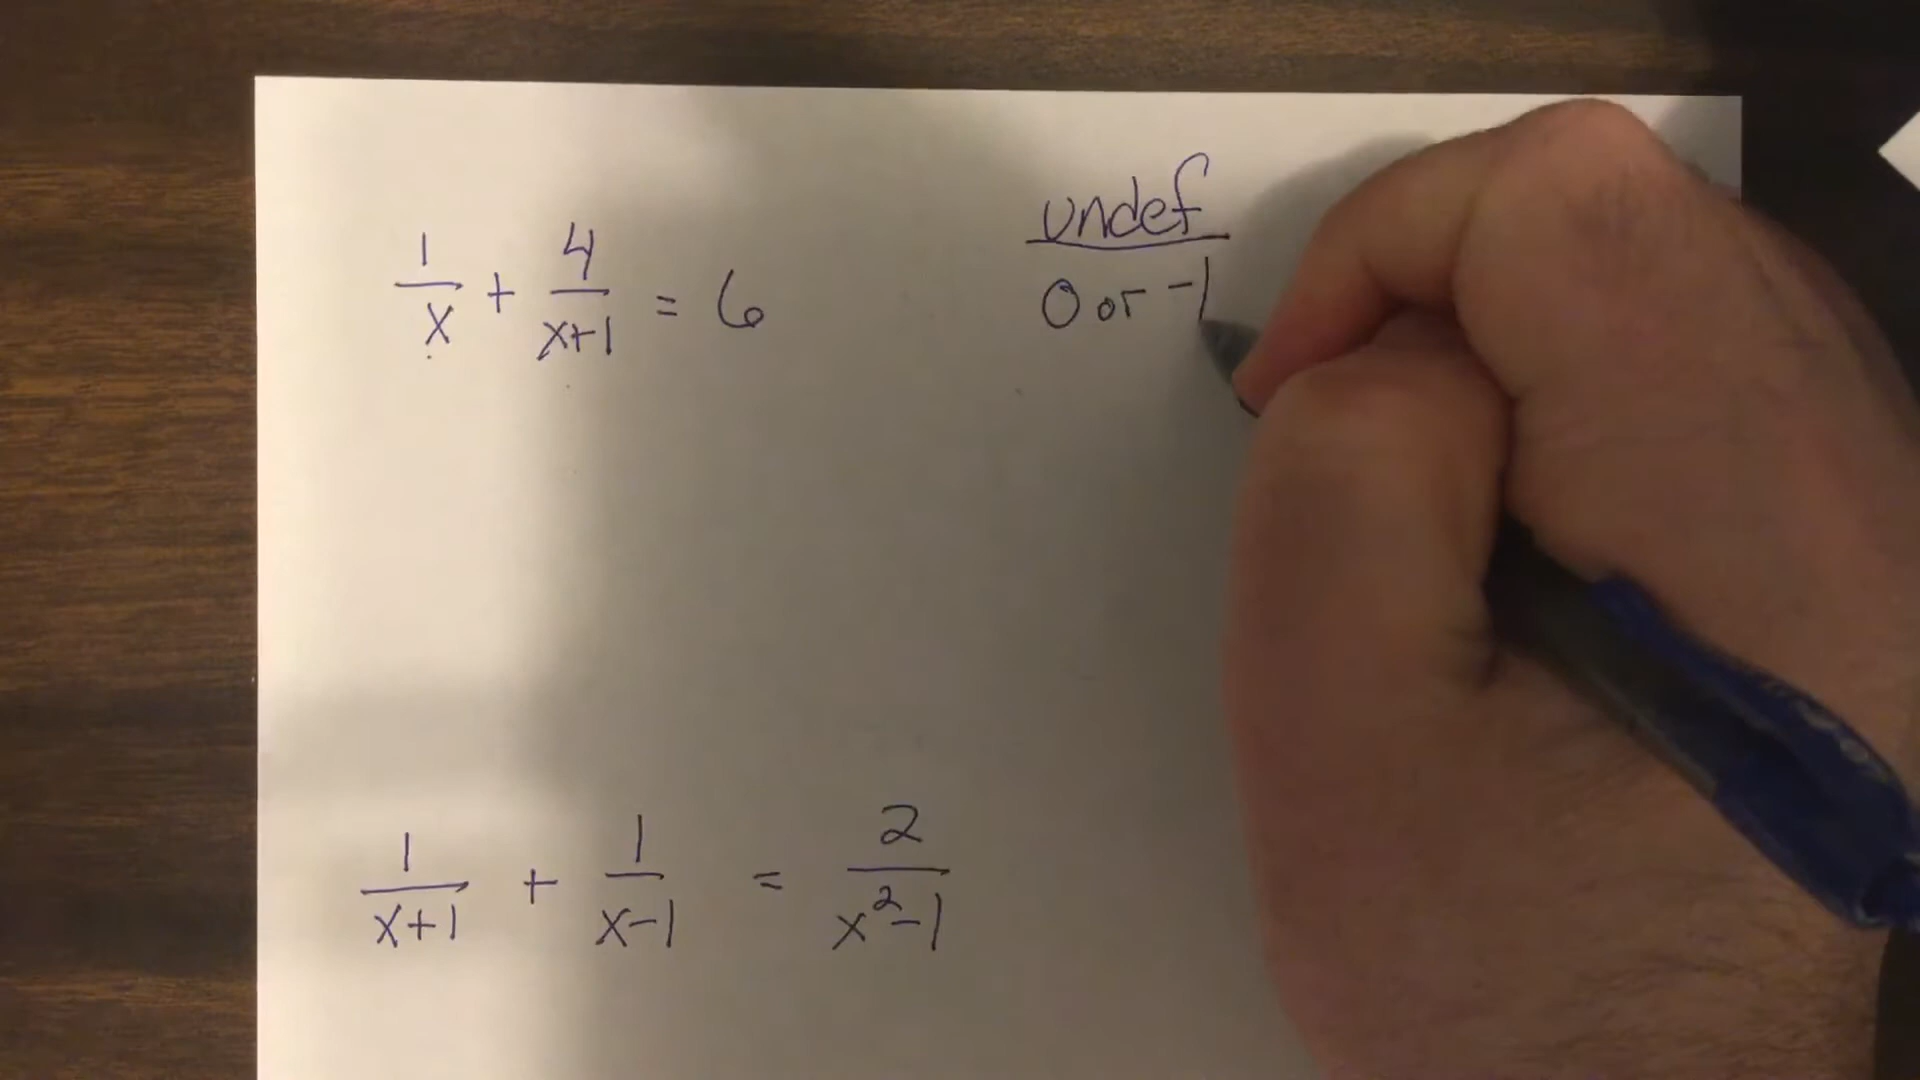 1/x + 4/(x+1) = 6
undef
0 or -1
1/(x+1) + 1/(x-1) = 2/(x²-1)